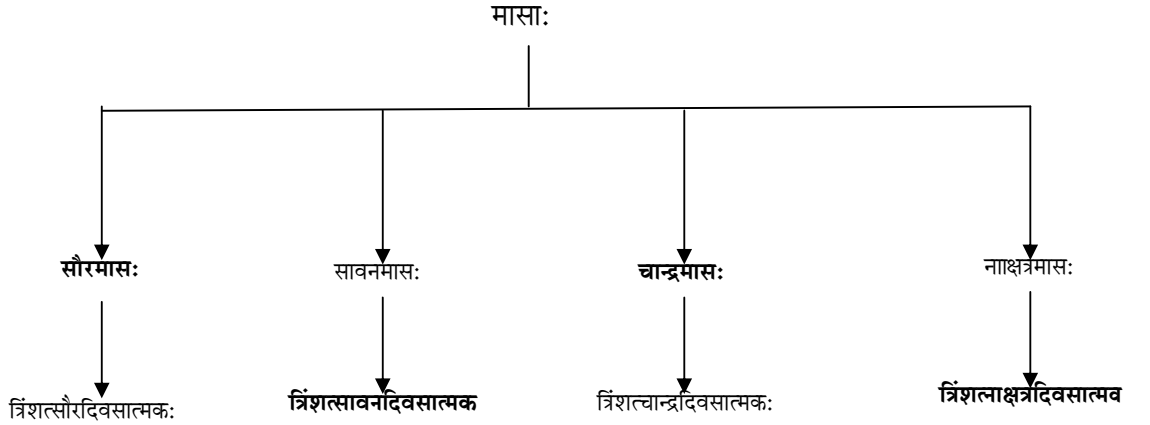 मासाः
सौरमासः सावनमासः चान्द्रमासः नााक्षत्रमासः
त्रिंशत्सौरदिवसात्मकः त्रिंशत्सावनदिवसात्मक त्रिंशत्चान्द्रदिवसात्मकः त्रिंशत्नाक्षत्रदिवसात्मव